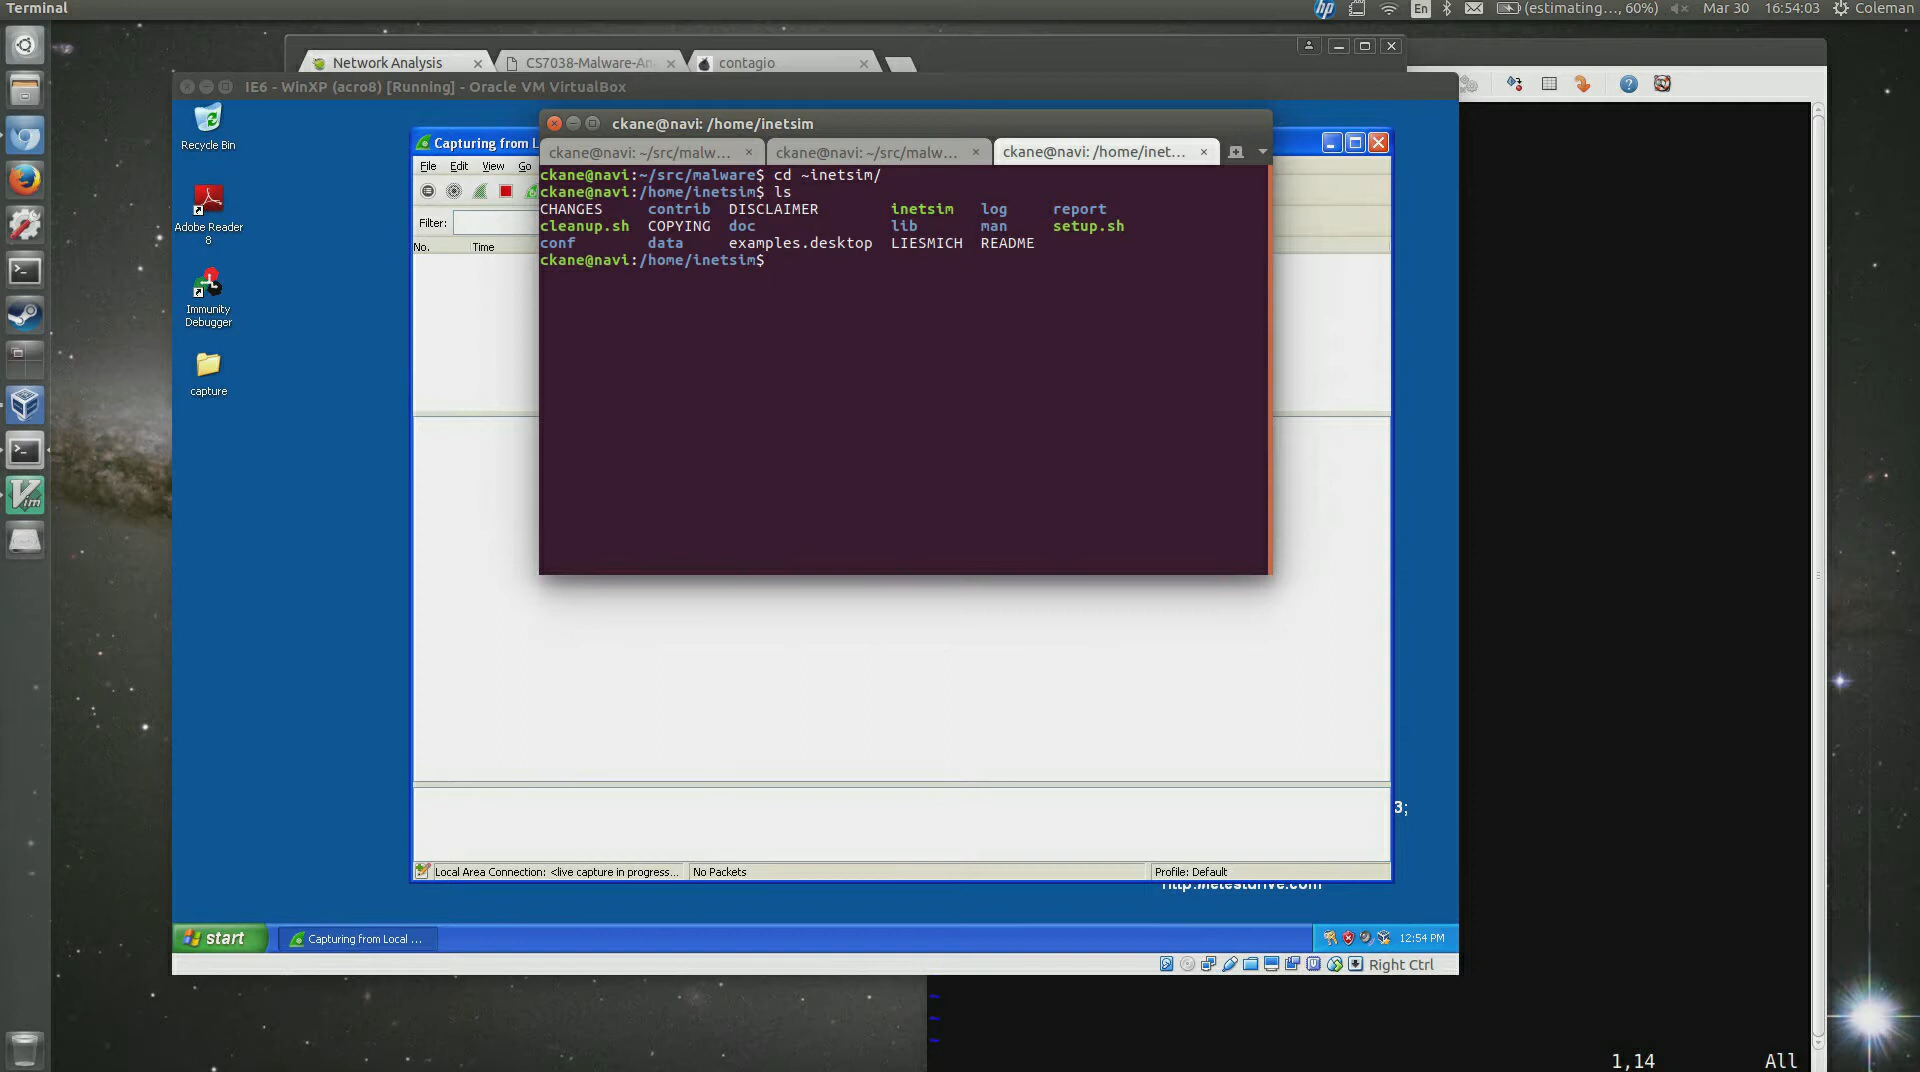 Terminal
En
(estimating..., 60%)
Mar 30
16:54:03
Coleman
Network Analysis
CS7038-Malware-An
contagio
IE6 - WinXP (acro8) [Running] - Oracle VM VirtualBox
Recycle Bin
Adobe Reader
8
Immunity
Debugger
capture
Capturing from L
File Edit View Go
Filter:
No. Time
ckane@navi: /home/inetsim
ckane@navi: ~/src/malw...
ckane@navi: ~/src/malw...
ckane@navi: /home/inet...
ckane@navi:~/src/malware$ cd ~inetsim/
ckane@navi:/home/inetsim$ ls
CHANGES contrib DISCLAIMER inetsim log report
cleanup.sh COPYING doc lib man setup.sh
conf data examples.desktop LIESMICH README
ckane@navi:/home/inetsim$
3;
Local Area Connection: <live capture in progress...
No Packets
Profile: Default
start
Capturing from Local ...
12:54 PM
Right Ctrl
~
~
~
1,14 All